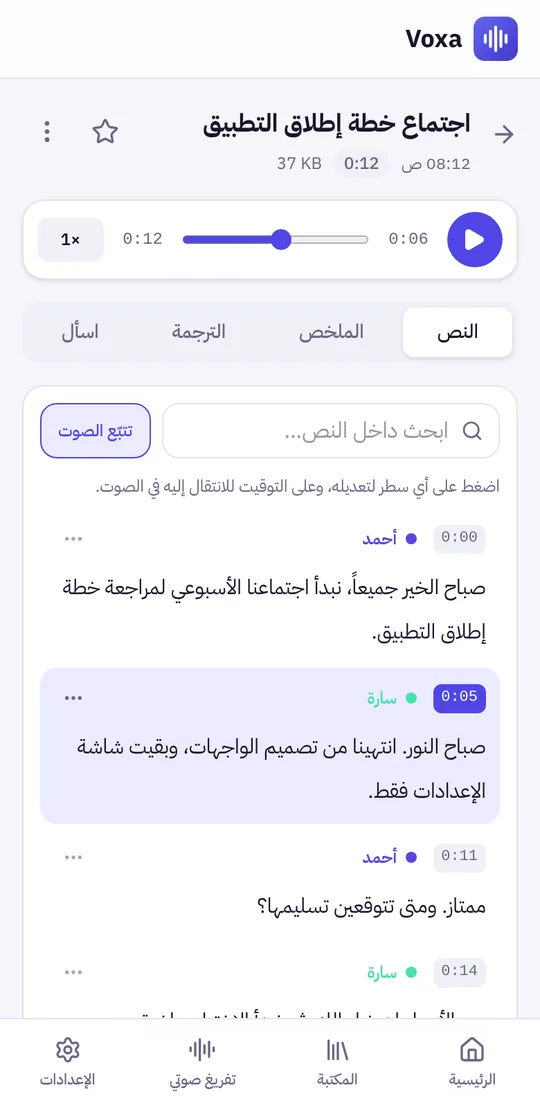 Voxa
اجتماع خطة إطلاق التطبيق
08:12 ص 0:12 37 KB
0:06 0:12 1×
النص الملخص الترجمة اسأل
ابحث داخل النص... تتبّع الصوت
اضغط على أي سطر لتعديله، وعلى التوقيت للانتقال إليه في الصوت.
0:00 أحمد
صباح الخير جميعاً، نبدأ اجتماعنا الأسبوعي لمراجعة خطة
إطلاق التطبيق.
0:05 سارة
صباح النور. انتهينا من تصميم الواجهات، وبقيت شاشة
الإعدادات فقط.
0:11 أحمد
ممتاز. ومتى تتوقعين تسليمها؟
0:14 سارة
الرئيسية المكتبة تفريغ صوتي الإعدادات